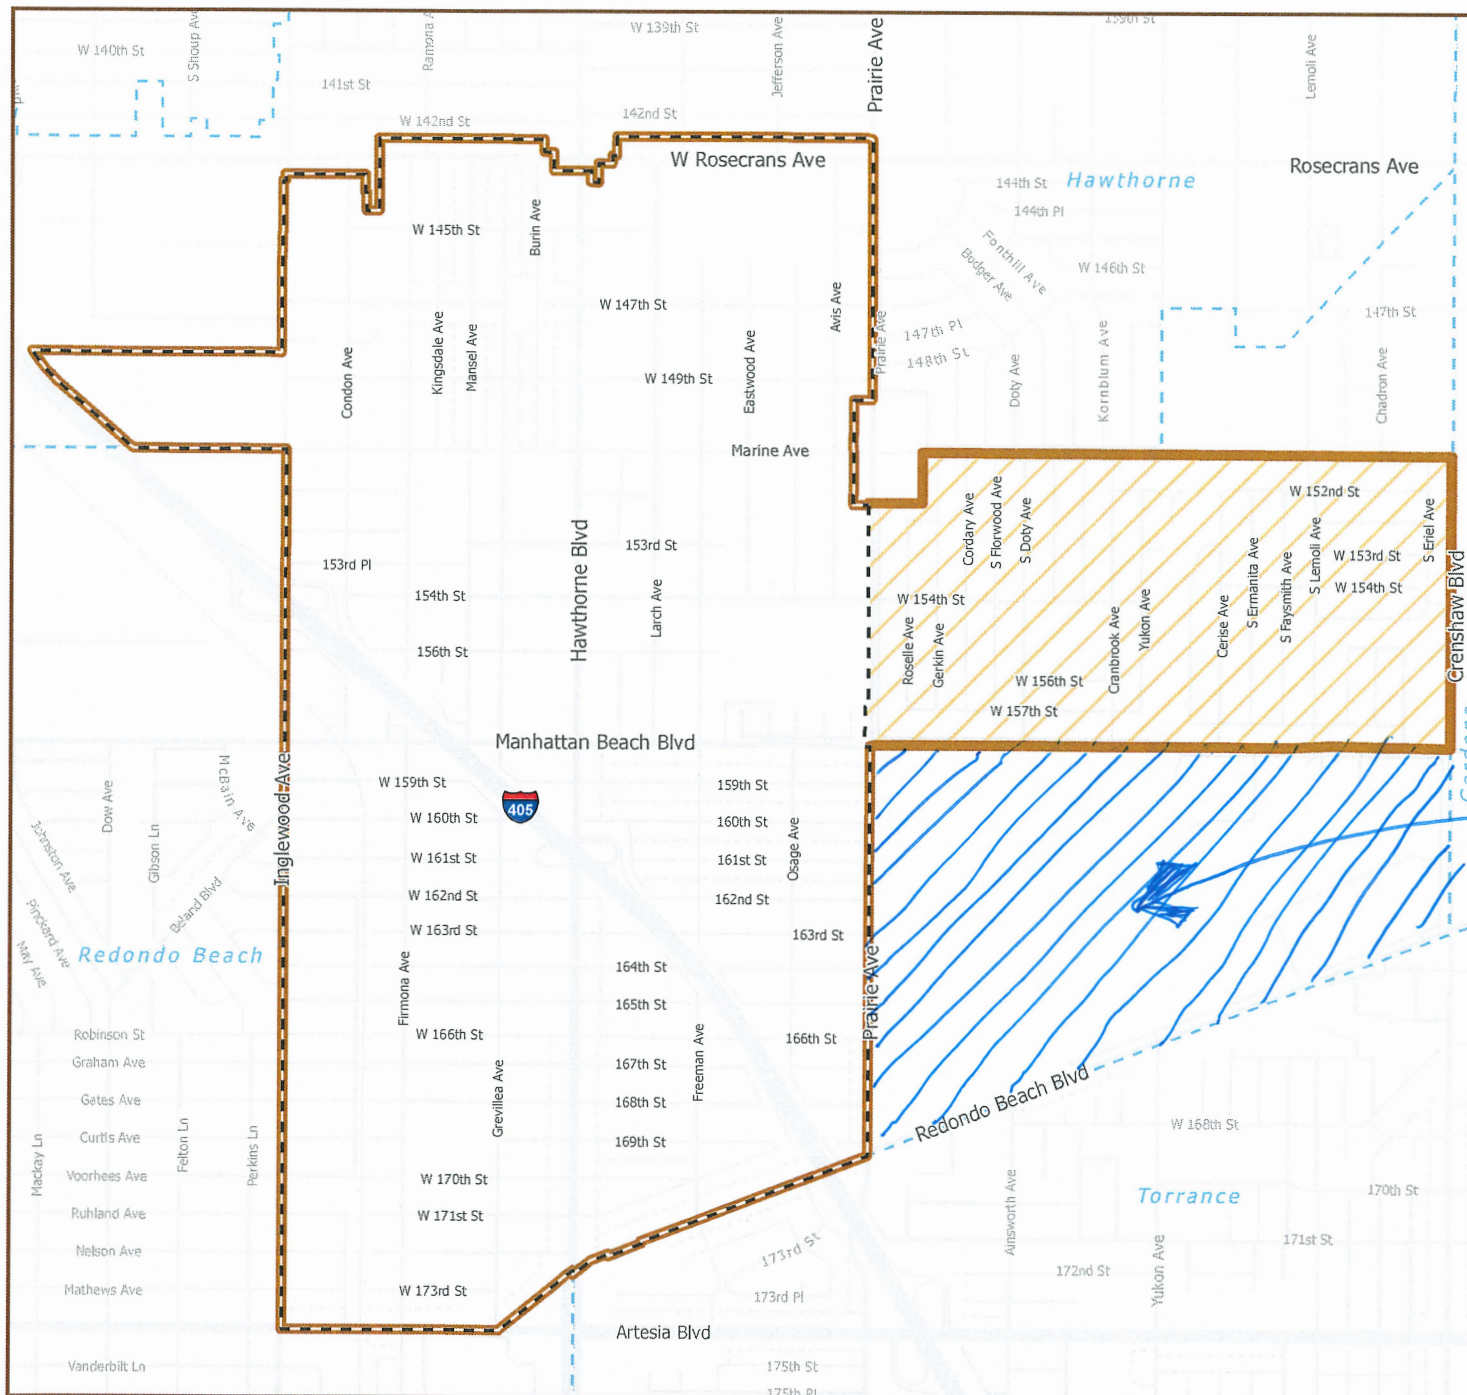 W 139th St
139th St
W 140th St
S Shoup Ave
Ramona A
Jefferson Ave
Prairie Ave
Lemoli Ave
141st St
W 142nd St
142nd St
W Rosecrans Ave
Rosecrans Ave
144th St
Hawthorne
144th Pl
W 145th St
Burin Ave
Fonthill Ave
Bodger Ave
W 146th St
W 147th St
Avis Ave
Prairie Ave
147th Pl
148th St
147th St
Condon Ave
Kingsdale Ave
Mansel Ave
W 149th St
Eastwood Ave
Doty Ave
Kornblum Ave
Chadron Ave
Marine Ave
W 152nd St
Cordary Ave
S Florwood Ave
S Doty Ave
S Eriel Ave
Hawthorne Blvd
153rd St
153rd Pl
S Ermanita Ave
S Faysmith Ave
S Lemoli Ave
W 153rd St
W 154th St
154th St
Larch Ave
W 154th St
Roselle Ave
Gerkin Ave
Cranbrook Ave
Yukon Ave
Cerise Ave
Crenshaw Blvd
156th St
W 156th St
W 157th St
Manhattan Beach Blvd
Dow Ave
McBain Ave
Inglewood Ave
W 159th St
159th St
405
W 160th St
160th St
Osage Ave
Johnston Ave
Gibson Ln
W 161st St
161st St
W 162nd St
162nd St
Beland Blvd
Pinckard Ave
May Ave
W 163rd St
163rd St
Redondo Beach
Firmona Ave
164th St
Prairie Ave
165th St
Robinson St
W 166th St
166th St
Graham Ave
Grevillea Ave
167th St
Freeman Ave
Gates Ave
168th St
Redondo Beach Blvd
W 168th St
Curtis Ave
169th St
Mackay Ln
Felton Ln
Perkins Ln
Voorhees Ave
W 170th St
Torrance
170th St
Ruhland Ave
W 171st St
Ainsworth Ave
171st St
Nelson Ave
173rd St
172nd St
Yukon Ave
Mathews Ave
W 173rd St
173rd Pl
Artesia Blvd
Vanderbilt Ln
175th St
175th Pl